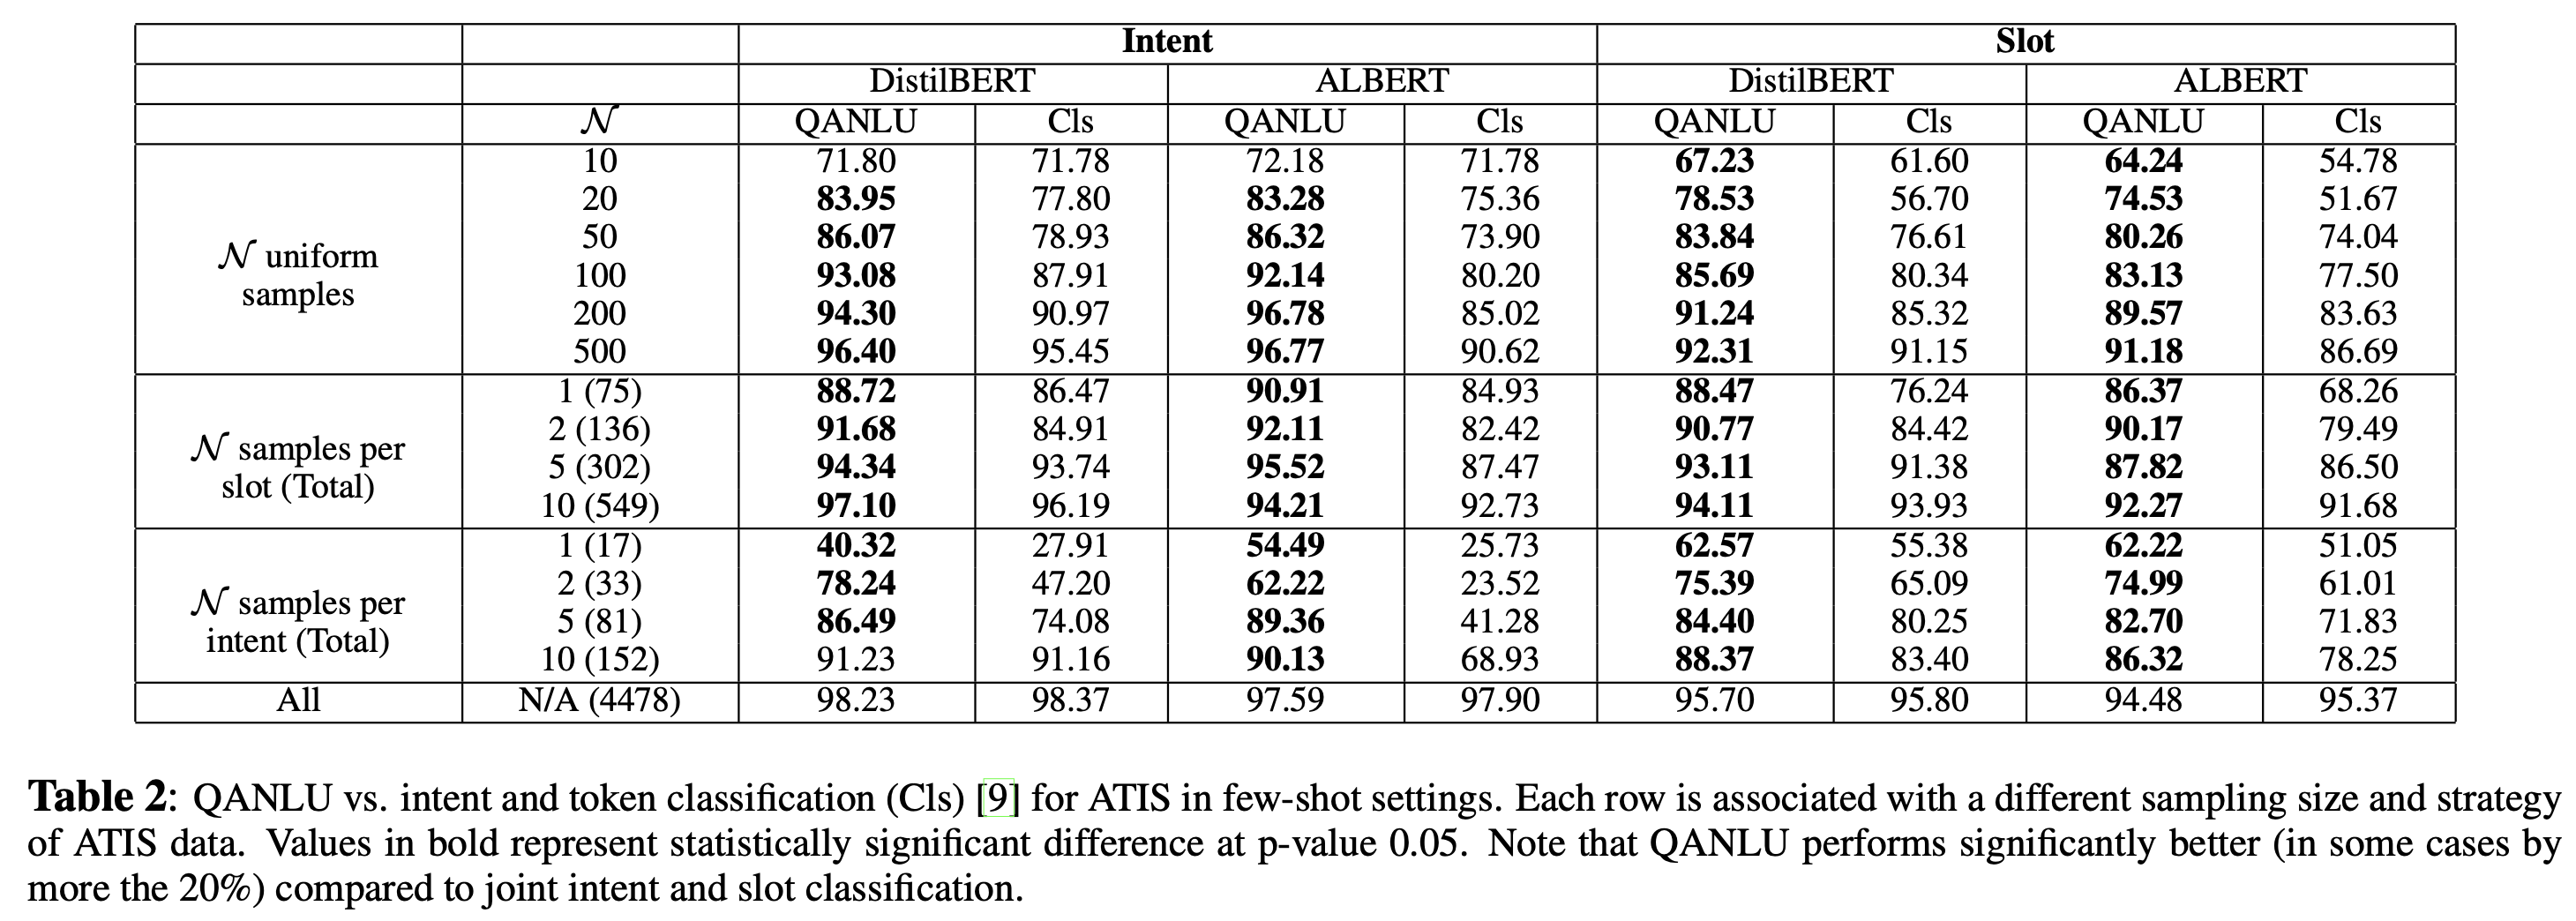 Intent Slot
DistilBERT ALBERT DistilBERT ALBERT
𝒩 QANLU Cls QANLU Cls QANLU Cls QANLU Cls
𝒩 uniform samples
10 71.80 71.78 72.18 71.78 67.23 61.60 64.24 54.78
20 83.95 77.80 83.28 75.36 78.53 56.70 74.53 51.67
50 86.07 78.93 86.32 73.90 83.84 76.61 80.26 74.04
100 93.08 87.91 92.14 80.20 85.69 80.34 83.13 77.50
200 94.30 90.97 96.78 85.02 91.24 85.32 89.57 83.63
500 96.40 95.45 96.77 90.62 92.31 91.15 91.18 86.69
𝒩 samples per slot (Total)
1 (75) 88.72 86.47 90.91 84.93 88.47 76.24 86.37 68.26
2 (136) 91.68 84.91 92.11 82.42 90.77 84.42 90.17 79.49
5 (302) 94.34 93.74 95.52 87.47 93.11 91.38 87.82 86.50
10 (549) 97.10 96.19 94.21 92.73 94.11 93.93 92.27 91.68
𝒩 samples per intent (Total)
1 (17) 40.32 27.91 54.49 25.73 62.57 55.38 62.22 51.05
2 (33) 78.24 47.20 62.22 23.52 75.39 65.09 74.99 61.01
5 (81) 86.49 74.08 89.36 41.28 84.40 80.25 82.70 71.83
10 (152) 91.23 91.16 90.13 68.93 88.37 83.40 86.32 78.25
All N/A (4478) 98.23 98.37 97.59 97.90 95.70 95.80 94.48 95.37
Table 2: QANLU vs. intent and token classification (Cls) [9] for ATIS in few-shot settings. Each row is associated with a different sampling size and strategy
of ATIS data. Values in bold represent statistically significant difference at p-value 0.05. Note that QANLU performs significantly better (in some cases by
more the 20%) compared to joint intent and slot classification.